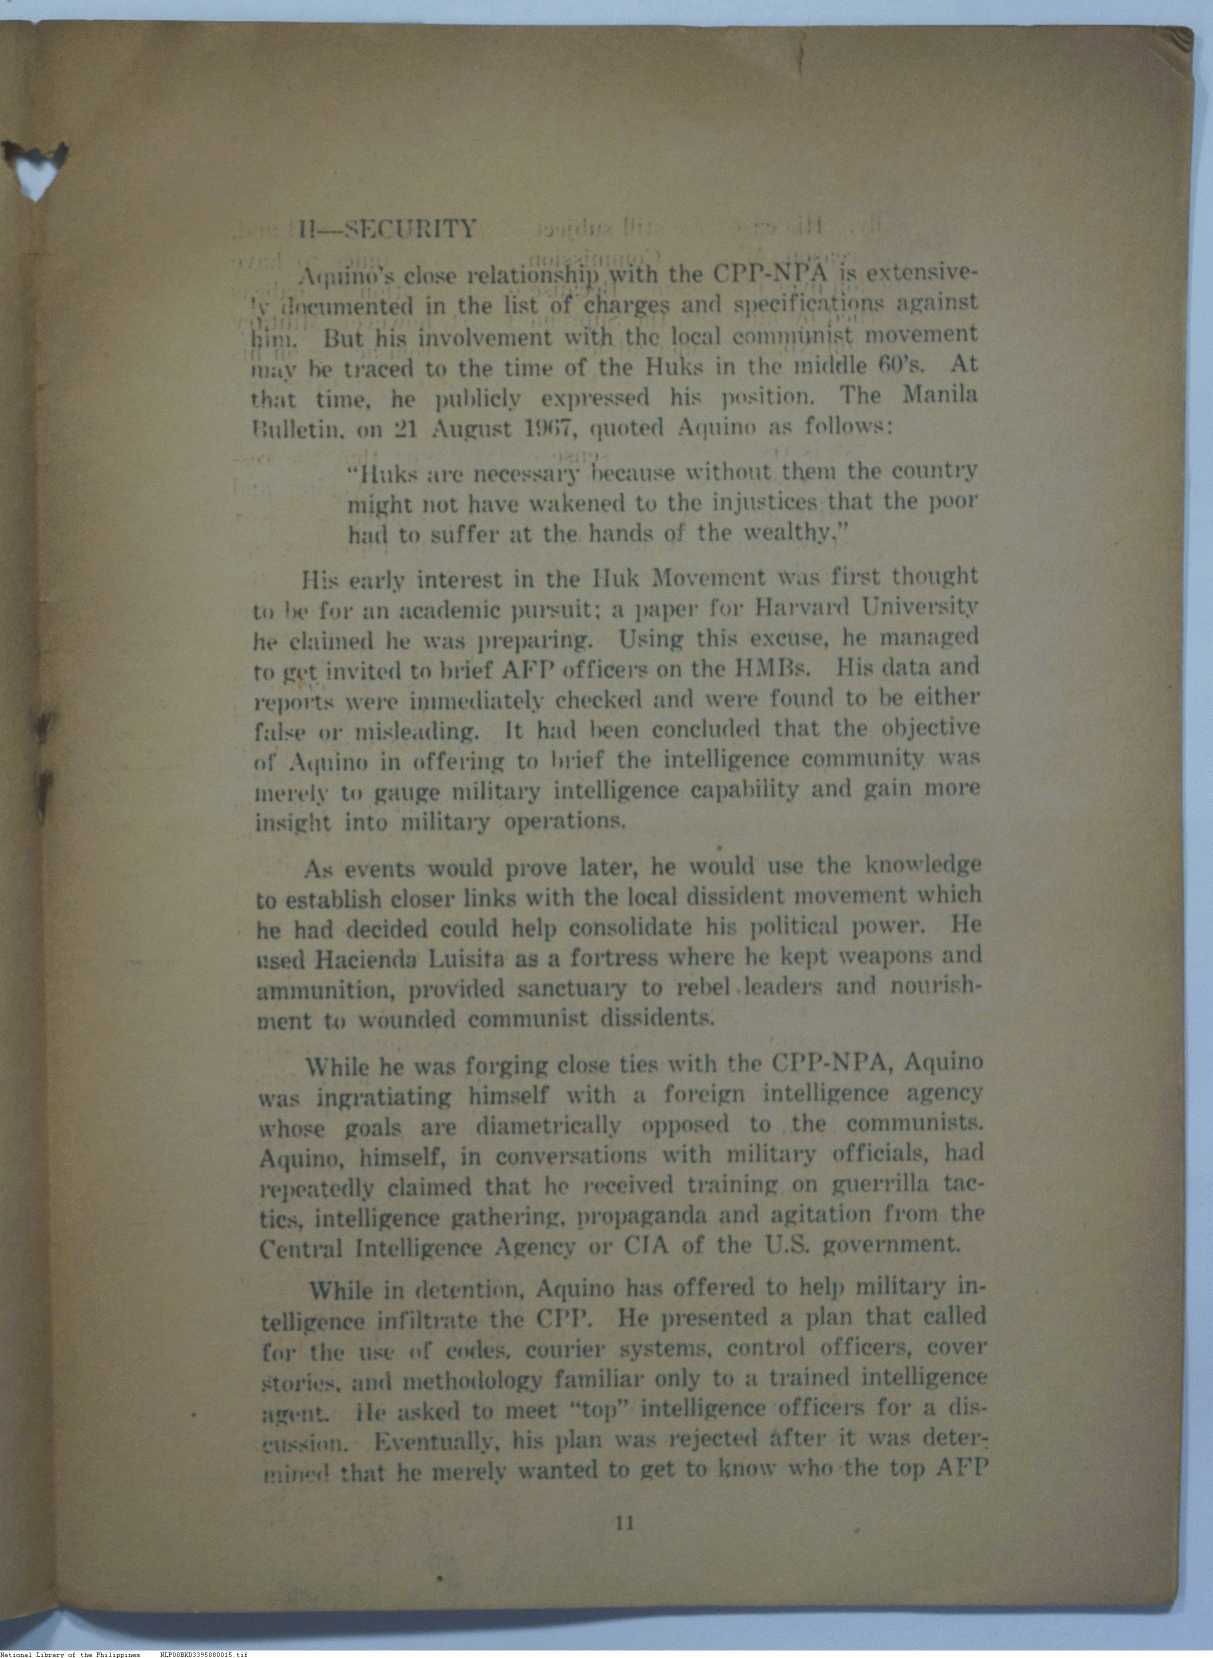 II—SECURITY
Aquino's close relationship with the CPP-NPA is extensive-
ly documented in the list of charges and specifications against
him. But his involvement with the local communist movement
may be traced to the time of the Huks in the middle 60's. At
that time, he publicly expressed his position. The Manila
Bulletin, on 21 August 1967, quoted Aquino as follows:
"Huks are necessary because without them the country
might not have wakened to the injustices that the poor
had to suffer at the hands of the wealthy."
His early interest in the Huk Movement was first thought
to be for an academic pursuit; a paper for Harvard University
he claimed he was preparing. Using this excuse, he managed
to get invited to brief AFP officers on the HMBs. His data and
reports were immediately checked and were found to be either
false or misleading. It had been concluded that the objective
of Aquino in offering to brief the intelligence community was
merely to gauge military intelligence capability and gain more
insight into military operations.
As events would prove later, he would use the knowledge
to establish closer links with the local dissident movement which
he had decided could help consolidate his political power. He
used Hacienda Luisita as a fortress where he kept weapons and
ammunition, provided sanctuary to rebel leaders and nourish-
ment to wounded communist dissidents.
While he was forging close ties with the CPP-NPA, Aquino
was ingratiating himself with a foreign intelligence agency
whose goals are diametrically opposed to the communists.
Aquino, himself, in conversations with military officials, had
repeatedly claimed that he received training on guerrilla tac-
tics, intelligence gathering, propaganda and agitation from the
Central Intelligence Agency or CIA of the U.S. government.
While in detention, Aquino has offered to help military in-
telligence infiltrate the CPP. He presented a plan that called
for the use of codes, courier systems, control officers, cover
stories, and methodology familiar only to a trained intelligence
agent. He asked to meet "top" intelligence officers for a dis-
cussion. Eventually, his plan was rejected after it was deter-
mined that he merely wanted to get to know who the top AFP
11
National Library of the Philippines NLP00BKD3395880015.tif